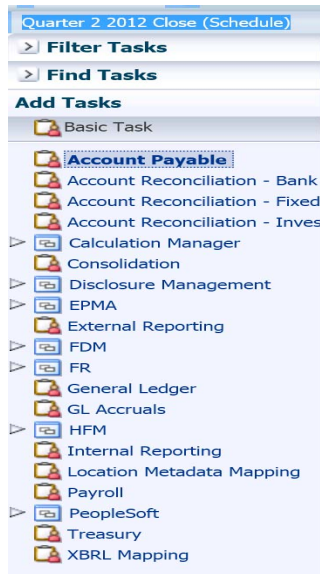 Quarter 2 2012 Close (Schedule)
Filter Tasks
Find Tasks
Add Tasks
Basic Task
Account Payable
Account Reconciliation - Bank
Account Reconciliation - Fixed
Account Reconciliation - Inves
Calculation Manager
Consolidation
Disclosure Management
EPMA
External Reporting
FDM
FR
General Ledger
GL Accruals
HFM
Internal Reporting
Location Metadata Mapping
Payroll
PeopleSoft
Treasury
XBRL Mapping